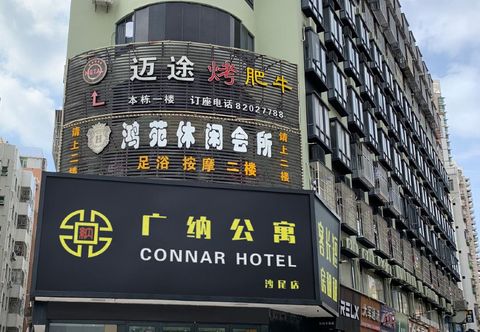 迈途烤肥牛
本栋一楼 订座电话82027788
请上二楼
鸿苑休闲会所
请上二楼
足浴 按摩 二楼
广纳公寓
CONNAR HOTEL
沙尾店
RELX